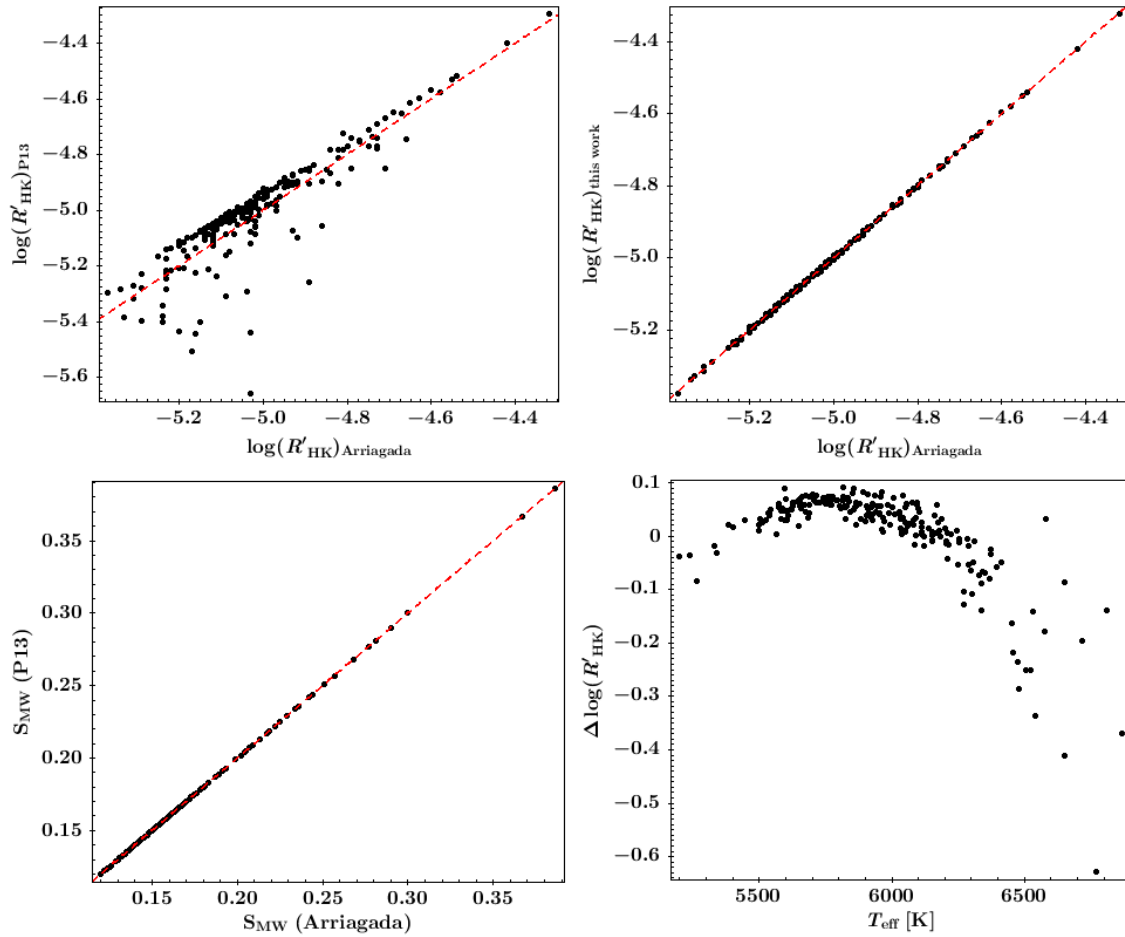 −4.4
−4.6
−4.8
−5.0
−5.2
−5.4
−5.6
log(R′HK)P13
−5.2 −5.0 −4.8 −4.6 −4.4
log(R′HK)Arriagada
−4.4
−4.6
−4.8
−5.0
−5.2
log(R′HK)this work
−5.2 −5.0 −4.8 −4.6 −4.4
log(R′HK)Arriagada
0.35
0.30
0.25
0.20
0.15
SMW (P13)
0.15 0.20 0.25 0.30 0.35
SMW (Arriagada)
0.1
0
−0.1
−0.2
−0.3
−0.4
−0.5
−0.6
Δ log(R′HK)
5500 6000 6500
Teff [K]